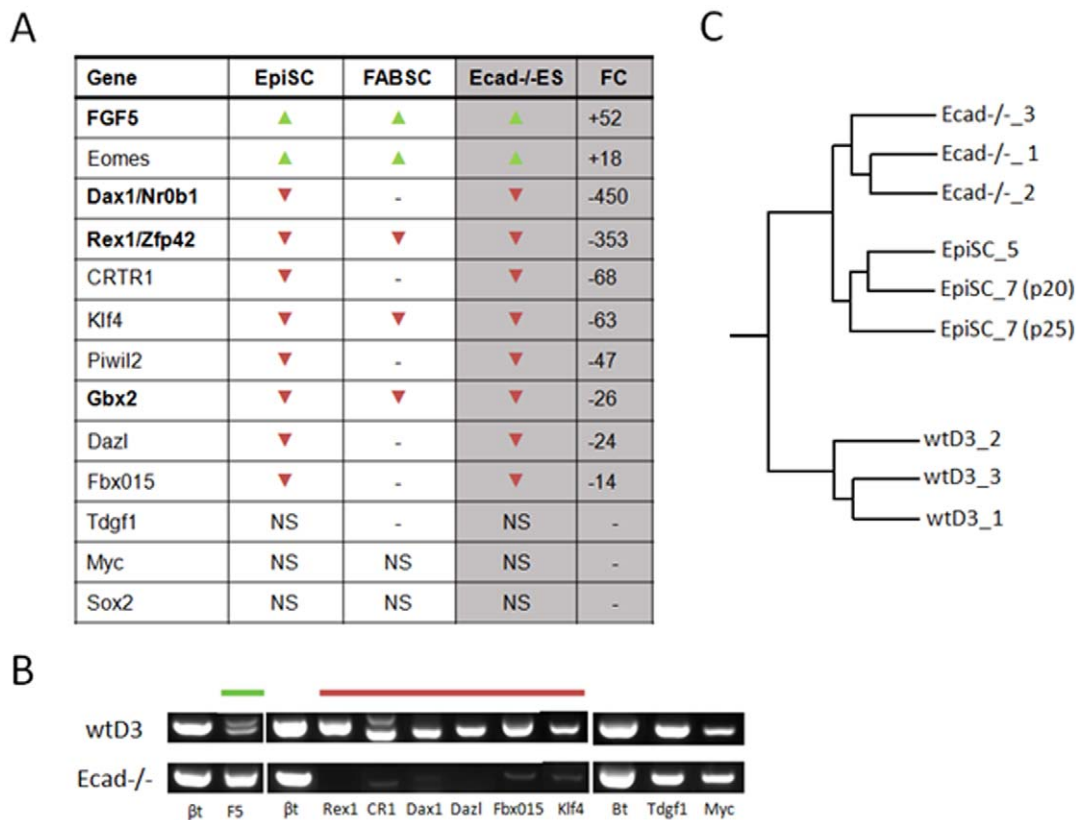 A
Gene EpiSC FABSC Ecad-/-ES FC
FGF5 ▲ ▲ ▲ +52
Eomes ▲ ▲ ▲ +18
Dax1/Nr0b1 ▼ - ▼ -450
Rex1/Zfp42 ▼ ▼ ▼ -353
CRTR1 ▼ - ▼ -68
Klf4 ▼ ▼ ▼ -63
Piwil2 ▼ - ▼ -47
Gbx2 ▼ ▼ ▼ -26
Dazl ▼ - ▼ -24
Fbx015 ▼ - ▼ -14
Tdgf1 NS - NS -
Myc NS NS NS -
Sox2 NS NS NS -
B
wtD3
Ecad-/-
βt F5 βt Rex1 CR1 Dax1 Dazl Fbx015 Klf4 Bt Tdgf1 Myc
C
Ecad-/-_3
Ecad-/-_1
Ecad-/-_2
EpiSC_5
EpiSC_7 (p20)
EpiSC_7 (p25)
wtD3_2
wtD3_3
wtD3_1